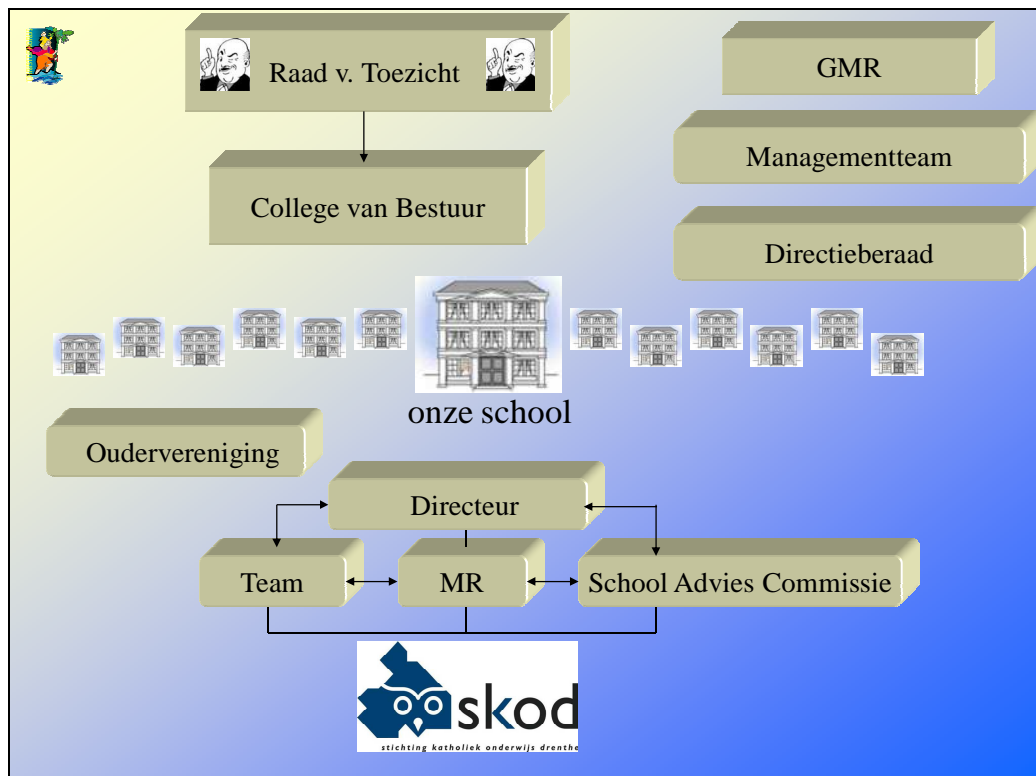 Raad v. Toezicht
GMR
Managementteam
College van Bestuur
Directieberaad
onze school
Oudervereniging
Directeur
Team
MR
School Advies Commissie
skod
stichting katholiek onderwijs drenthe